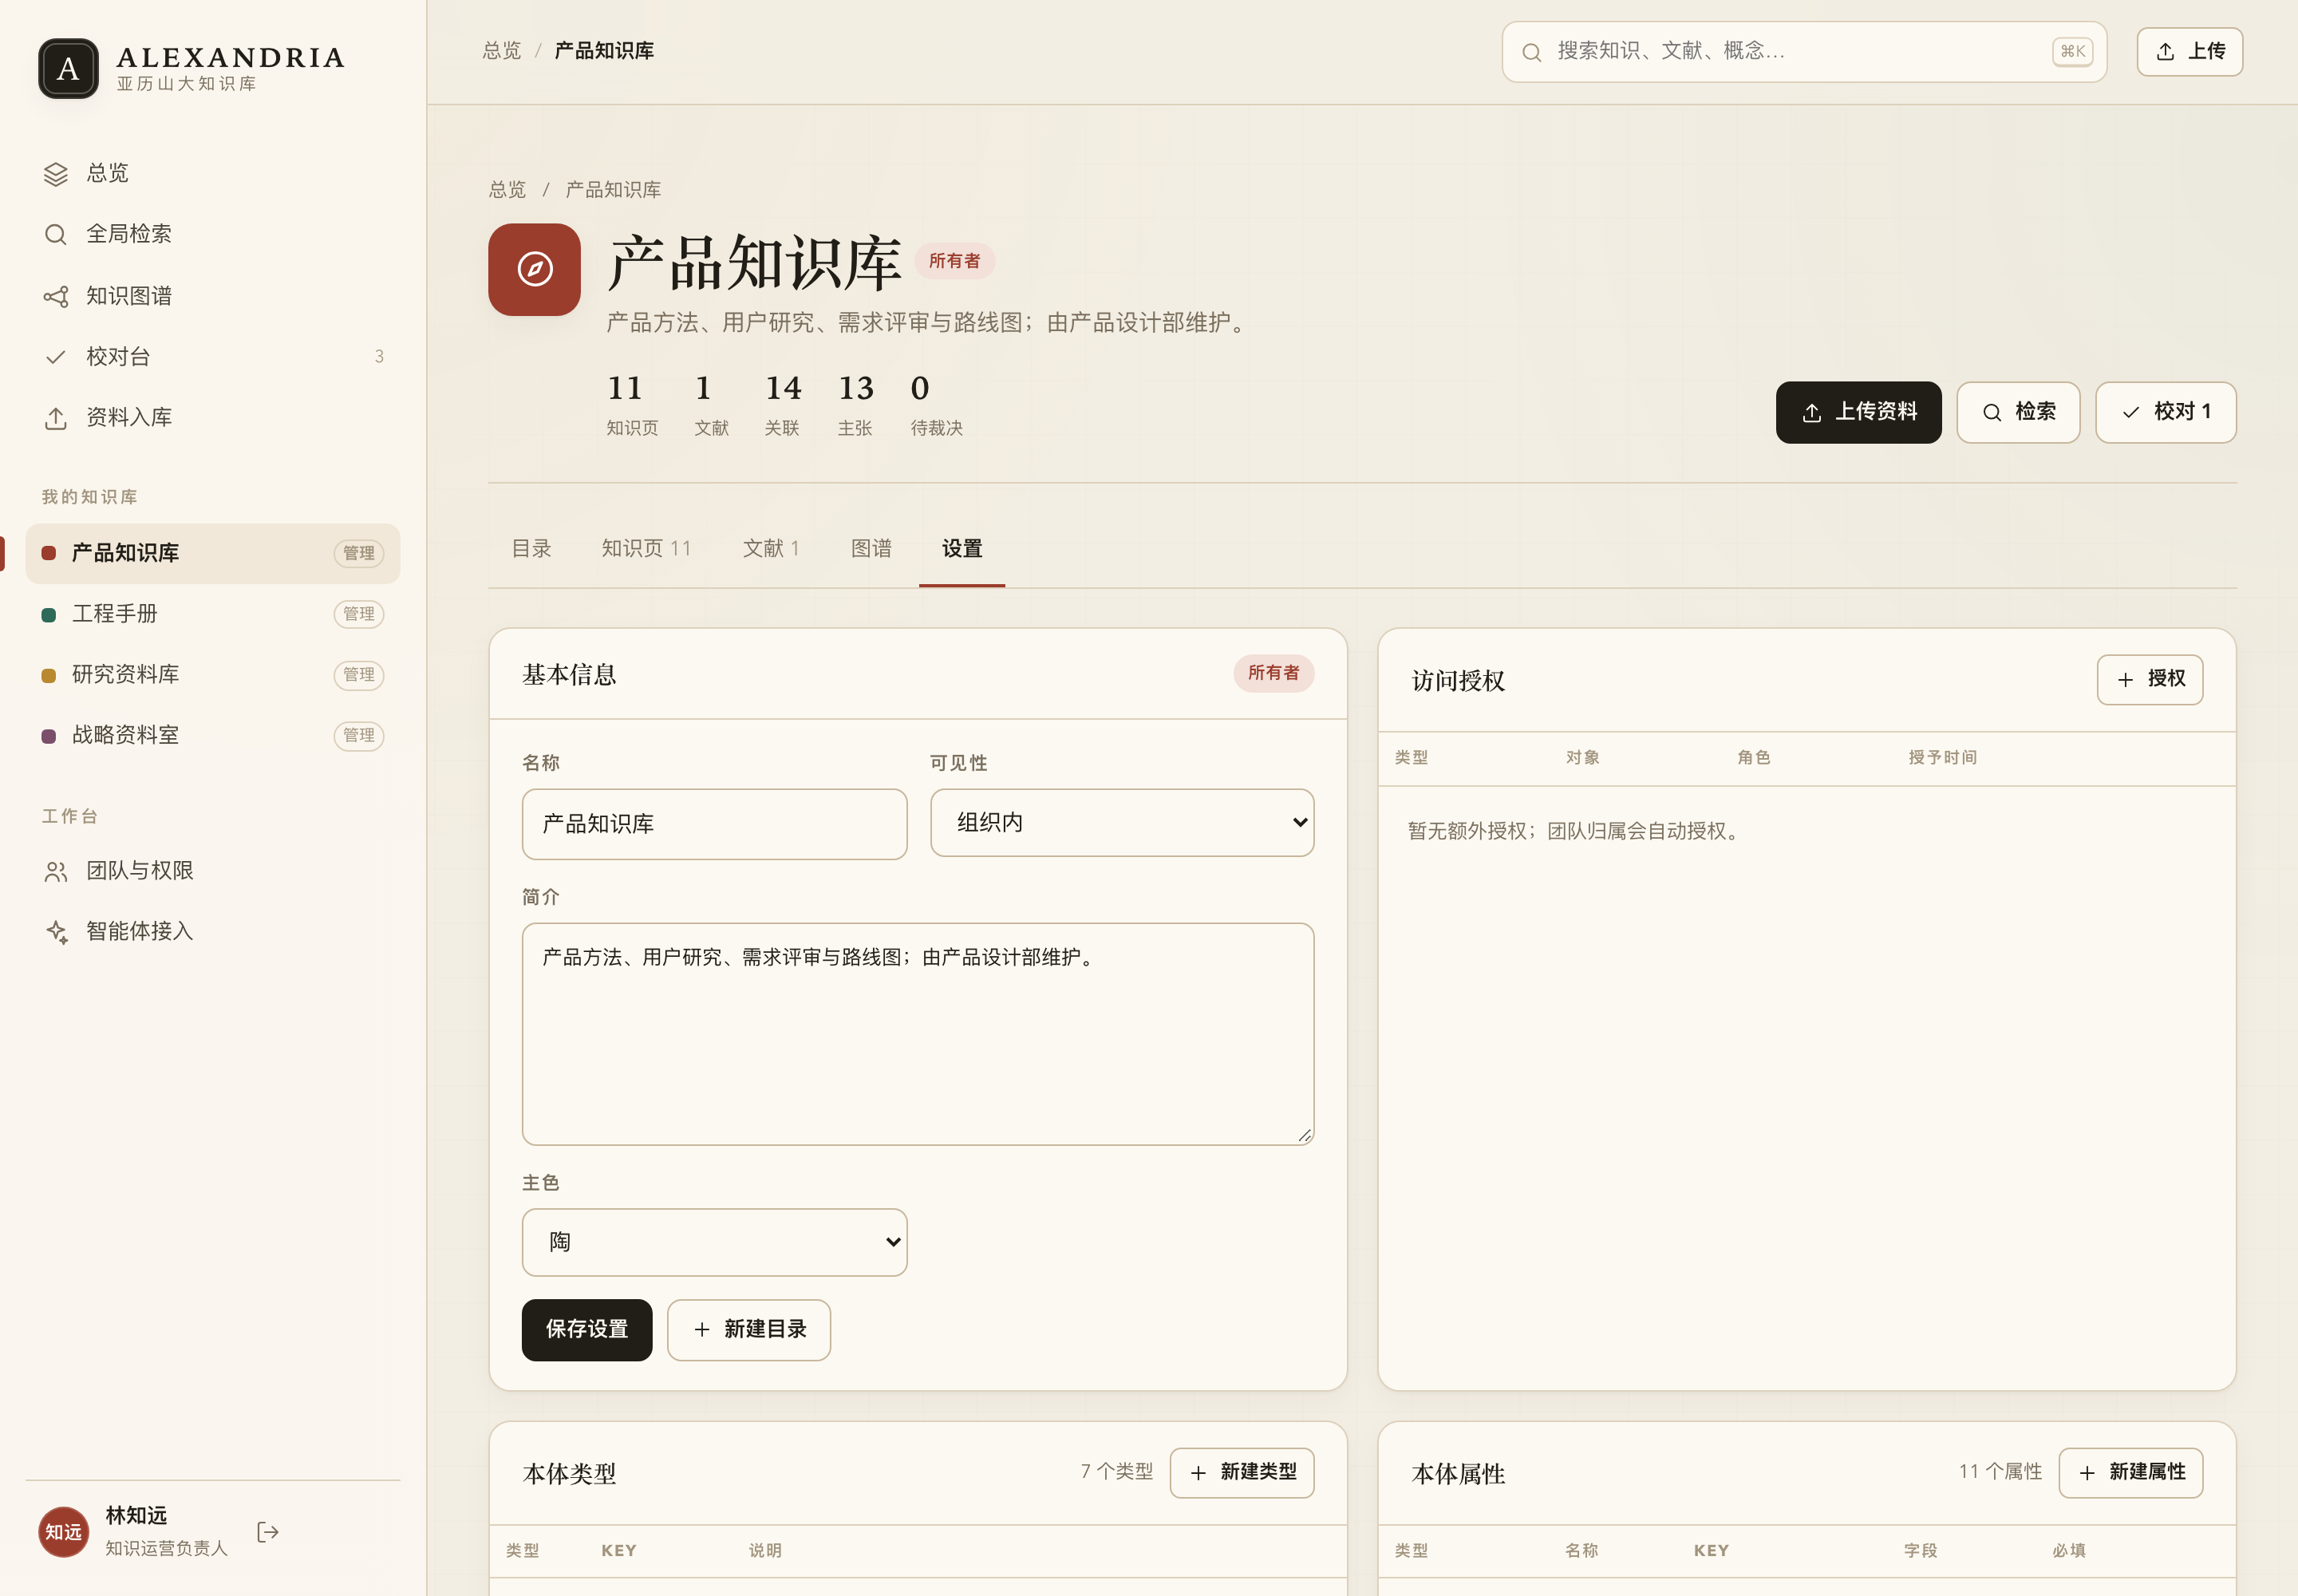 A
ALEXANDRIA
亚历山大知识库
总览
全局检索
知识图谱
校对台 3
资料入库
我的知识库
产品知识库 管理
工程手册 管理
研究资料库 管理
战略资料室 管理
工作台
团队与权限
智能体接入
知远
林知远
知识运营负责人
总览 / 产品知识库
搜索知识、文献、概念... ⌘K
上传
总览 / 产品知识库
产品知识库 所有者
产品方法、用户研究、需求评审与路线图；由产品设计部维护。
11 1 14 13 0
知识页 文献 关联 主张 待裁决
上传资料 检索 校对 1
目录 知识页 11 文献 1 图谱 设置
基本信息 所有者
名称 可见性
产品知识库 组织内
简介
产品方法、用户研究、需求评审与路线图；由产品设计部维护。
主色
陶
保存设置 + 新建目录
访问授权 + 授权
类型 对象 角色 授予时间
暂无额外授权；团队归属会自动授权。
本体类型 7 个类型 + 新建类型
类型 KEY 说明
本体属性 11 个属性 + 新建属性
类型 名称 KEY 字段 必填